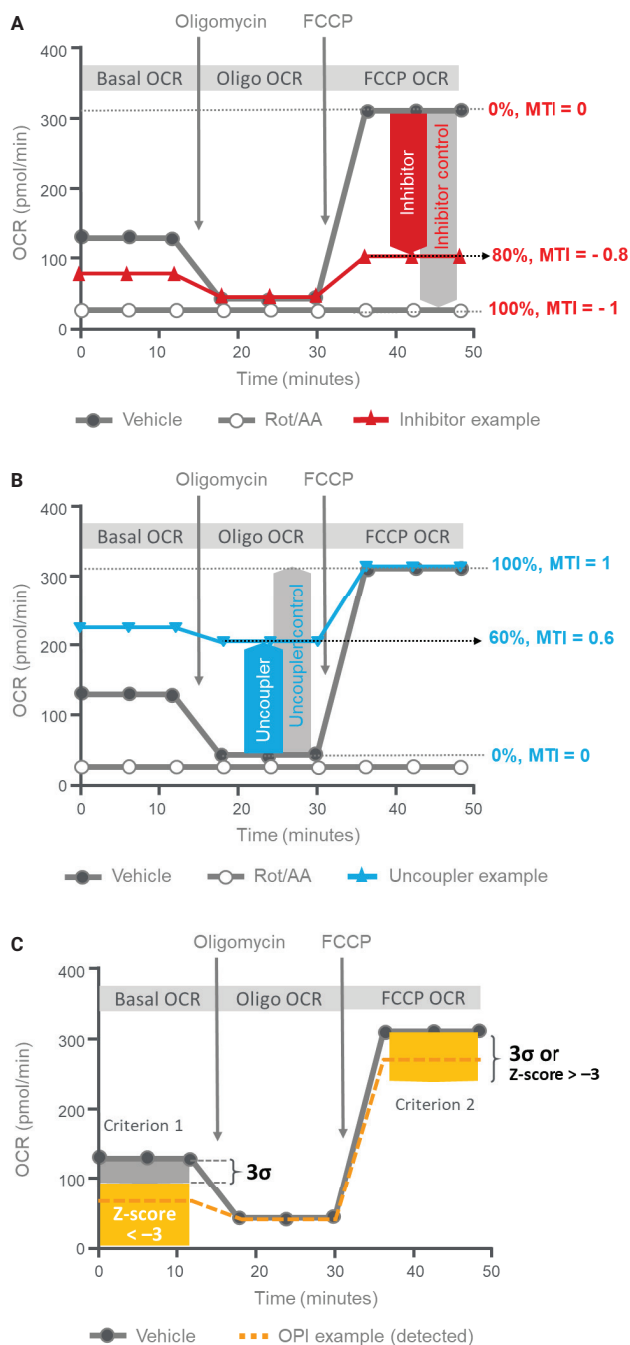 A
Oligomycin
FCCP
Basal OCR
Oligo OCR
FCCP OCR
400
300
200
100
0
OCR (pmol/min)
Inhibitor
Inhibitor control
0%, MTI = 0
80%, MTI = - 0.8
100%, MTI = - 1
0 10 20 30 40 50
Time (minutes)
Vehicle
Rot/AA
Inhibitor example
B
Oligomycin
FCCP
Basal OCR
Oligo OCR
FCCP OCR
400
300
200
100
0
OCR (pmol/min)
Uncoupler
Uncoupler control
100%, MTI = 1
60%, MTI = 0.6
0%, MTI = 0
0 10 20 30 40 50
Time (minutes)
Vehicle
Rot/AA
Uncoupler example
C
Oligomycin
FCCP
Basal OCR
Oligo OCR
FCCP OCR
400
300
200
100
0
OCR (pmol/min)
Criterion 1
3σ
Z-score
< –3
3σ or
Z-score > –3
Criterion 2
0 10 20 30 40 50
Time (minutes)
Vehicle
OPI example (detected)